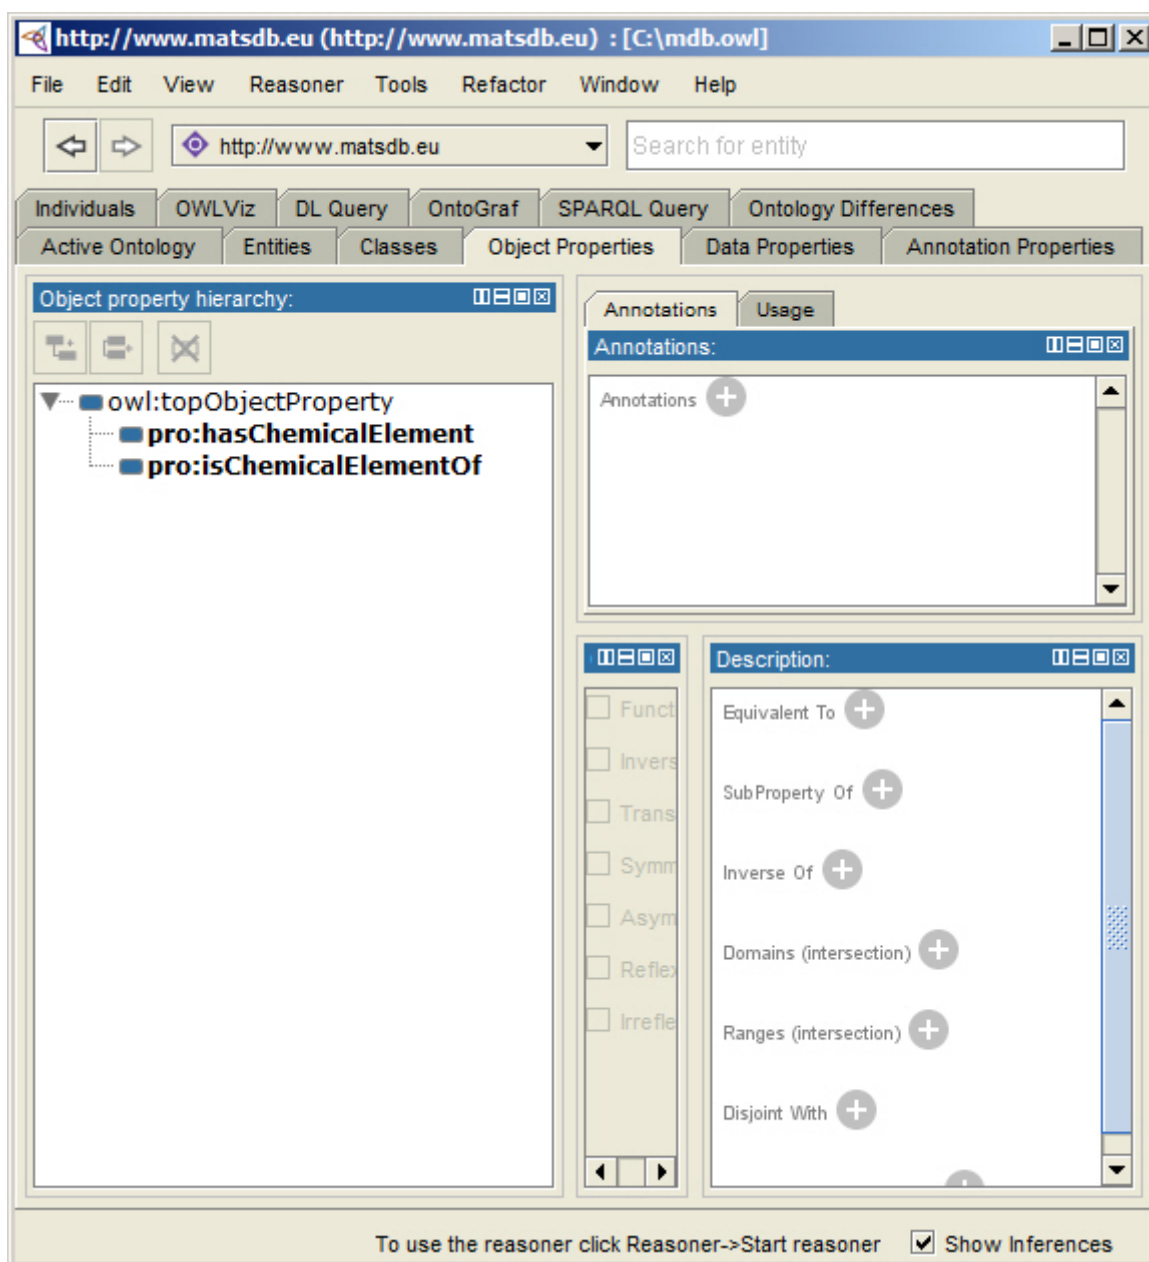 http://www.matsdb.eu (http://www.matsdb.eu) : [C:\mdb.owl]
File Edit View Reasoner Tools Refactor Window Help
http://www.matsdb.eu Search for entity
Individuals OWLViz DL Query OntoGraf SPARQL Query Ontology Differences
Active Ontology Entities Classes Object Properties Data Properties Annotation Properties
Object property hierarchy:
owl:topObjectProperty
pro:hasChemicalElement
pro:isChemicalElementOf
Annotations Usage
Annotations:
Annotations
Funct
Invers
Trans
Symm
Asym
Reflex
Irrefle
Description:
Equivalent To
SubProperty Of
Inverse Of
Domains (intersection)
Ranges (intersection)
Disjoint With
To use the reasoner click Reasoner->Start reasoner Show Inferences